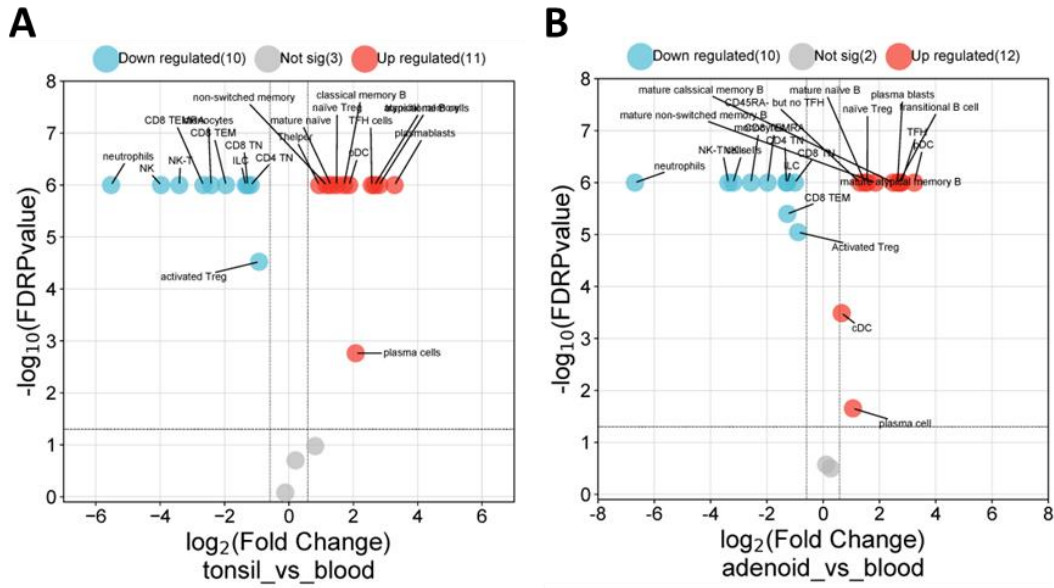 A
Down regulated(10) Not sig(3) Up regulated(11)
8
7
6
5
4
3
2
1
0
-log10(FDRPvalue)
classical memory B
non-switched memory
naïve Treg
CD8 TEMRA
mature naïve
TFH cells
plasmablasts
CD8 TEM
Thelper
CD8 TN
pDC
neutrophils
NK-T
ILC
CD4 TN
NK
activated Treg
plasma cells
−6 −4 −2 0 2 4 6
log2(Fold Change)
tonsil_vs_blood
B
Down regulated(10) Not sig(2) Up regulated(12)
8
7
6
5
4
3
2
1
0
-log10(FDRPvalue)
mature calssical memory B
mature naïve B
plasma blasts
CD45RA- but no TFH
transitional B cell
mature non-switched memory B
naïve Treg
TFH
CD4 TN
pDC
CD8 TN
ILC
neutrophils
mature atypical memory B
CD8 TEM
Activated Treg
cDC
plasma cell
-8 -6 -4 -2 0 2 4 6 8
log2(Fold Change)
adenoid_vs_blood